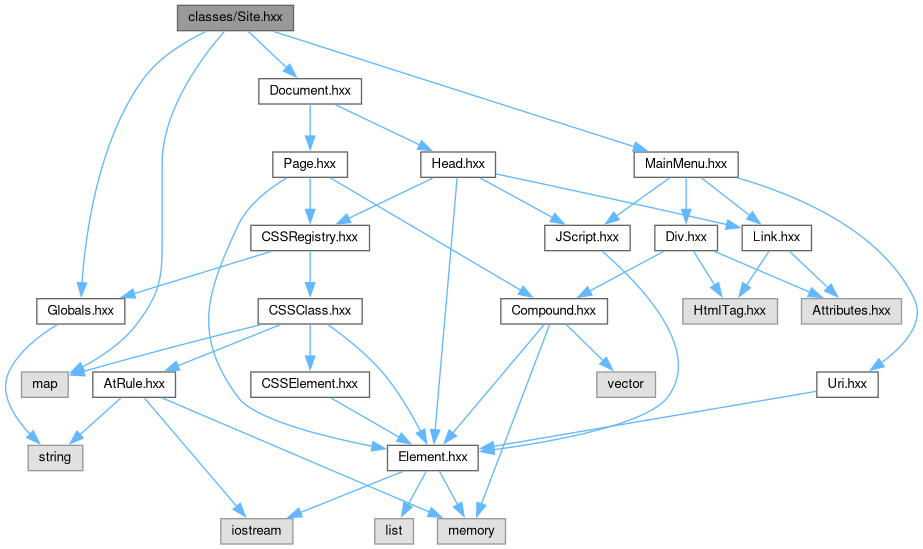 classes/Site.hxx
Document.hxx
Page.hxx
Head.hxx
MainMenu.hxx
CSSRegistry.hxx
JScript.hxx
Div.hxx
Link.hxx
Globals.hxx
CSSClass.hxx
Compound.hxx
HtmlTag.hxx
Attributes.hxx
map
AtRule.hxx
CSSElement.hxx
vector
Uri.hxx
string
Element.hxx
iostream
list
memory